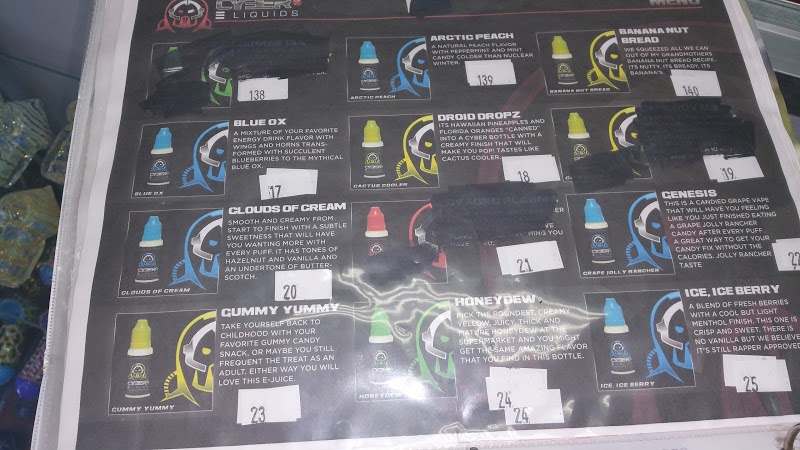 CYBER
LIQUIDS
MENU
138
ARCTIC PEACH
A NATURAL PEACH FLAVOR
WITH PEPPERMINT AND MINT
CANDY COLDER THAN NUCLEAR
WINTER.
139
ARCTIC PEACH
BANANA NUT
BREAD
WE SQUEEZED ALL WE CAN
OUT OF MY GRANDMOTHERS
BANANA NUT BREAD RECIPE.
IT'S NUTTY, IT'S BREADY, IT'S
BANANA'S.
140
BANANA NUT BREAD
BLUE OX
A MIXTURE OF YOUR FAVORITE
ENERGY DRINK FLAVOR WITH
WINGS AND HORNS TRANS-
FORMED WITH SUCCULENT
BLUEBERRIES TO THE MYTHICAL
BLUE OX.
17
BLUE OX
DROID DROPZ
ITS HAWAIIAN PINEAPPLES AND
FLORIDA ORANGES "CANNED"
INTO A CYBER BOTTLE WITH A
CREAMY FINISH THAT WILL
MAKE YOU POP! TASTES LIKE
CACTUS COOLER.
18
CACTUS COOLER
19
CLOUDS OF CREAM
SMOOTH AND CREAMY FROM
START TO FINISH WITH A SUBTLE
SWEETNESS THAT WILL HAVE
YOU WANTING MORE WITH
EVERY PUFF. IT HAS TONES OF
HAZELNUT AND VANILLA AND
AN UNDERTONE OF BUTTER-
SCOTCH.
20
CLOUDS OF CREAM
21
GENESIS
THIS IS A CANDIED GRAPE VAPE
THAT WILL HAVE YOU FEELING
LIKE YOU JUST FINISHED EATING
A GRAPE JOLLY RANCHER
CANDY AFTER EVERY PUFF.
A GREAT WAY TO GET YOUR
CANDY FIX WITHOUT THE
CALORIES. JOLLY RANCHER
TASTE
22
GRAPE JOLLY RANCHER
GUMMY YUMMY
TAKE YOURSELF BACK TO
CHILDHOOD WITH YOUR
FAVORITE GUMMY CANDY
SNACK, OR MAYBE YOU STILL
FREQUENT THE TREAT AS AN
ADULT. EITHER WAY YOU WILL
LOVE THIS E-JUICE.
23
GUMMY YUMMY
HONEYDEW
PICK THE ROUNDEST, CREAMY
YELLOW, JUICY, THICK AND
MATURE HONEYDEW AT THE
SUPERMARKET AND YOU MIGHT
GET THE SAME AMAZING FLAVOR
THAT YOU FIND IN THIS BOTTLE.
24
24
HONEYDEW
ICE, ICE BERRY
A BLEND OF FRESH BERRIES
WITH A COOL BUT LIGHT
MENTHOL FINISH. THIS ONE IS
CRISP AND SWEET. THERE IS
NO VANILLA BUT WE BELIEVE
IT'S STILL RAPPER APPROVED
25
ICE, ICE BERRY